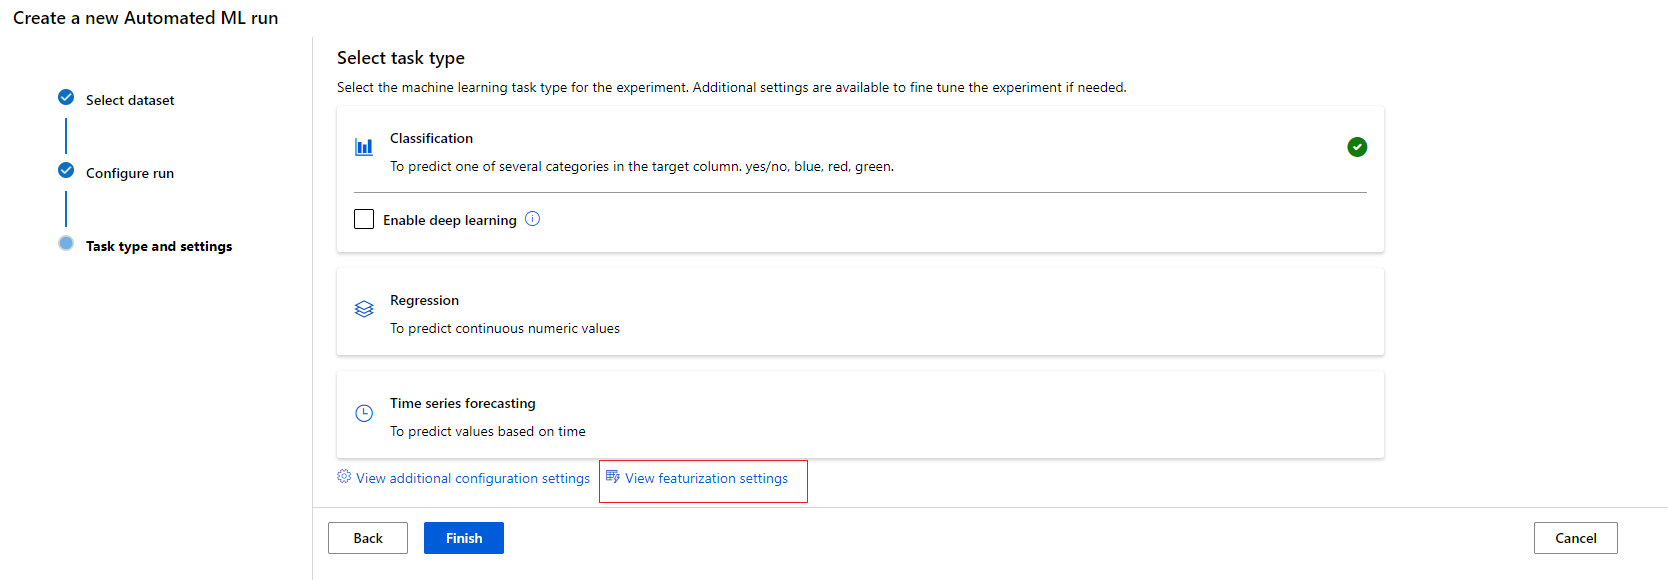 Create a new Automated ML run
Select dataset
Configure run
Task type and settings
Select task type
Select the machine learning task type for the experiment. Additional settings are available to fine tune the experiment if needed.
Classification
To predict one of several categories in the target column. yes/no, blue, red, green.
Enable deep learning
Regression
To predict continuous numeric values
Time series forecasting
To predict values based on time
View additional configuration settings
View featurization settings
Back
Finish
Cancel